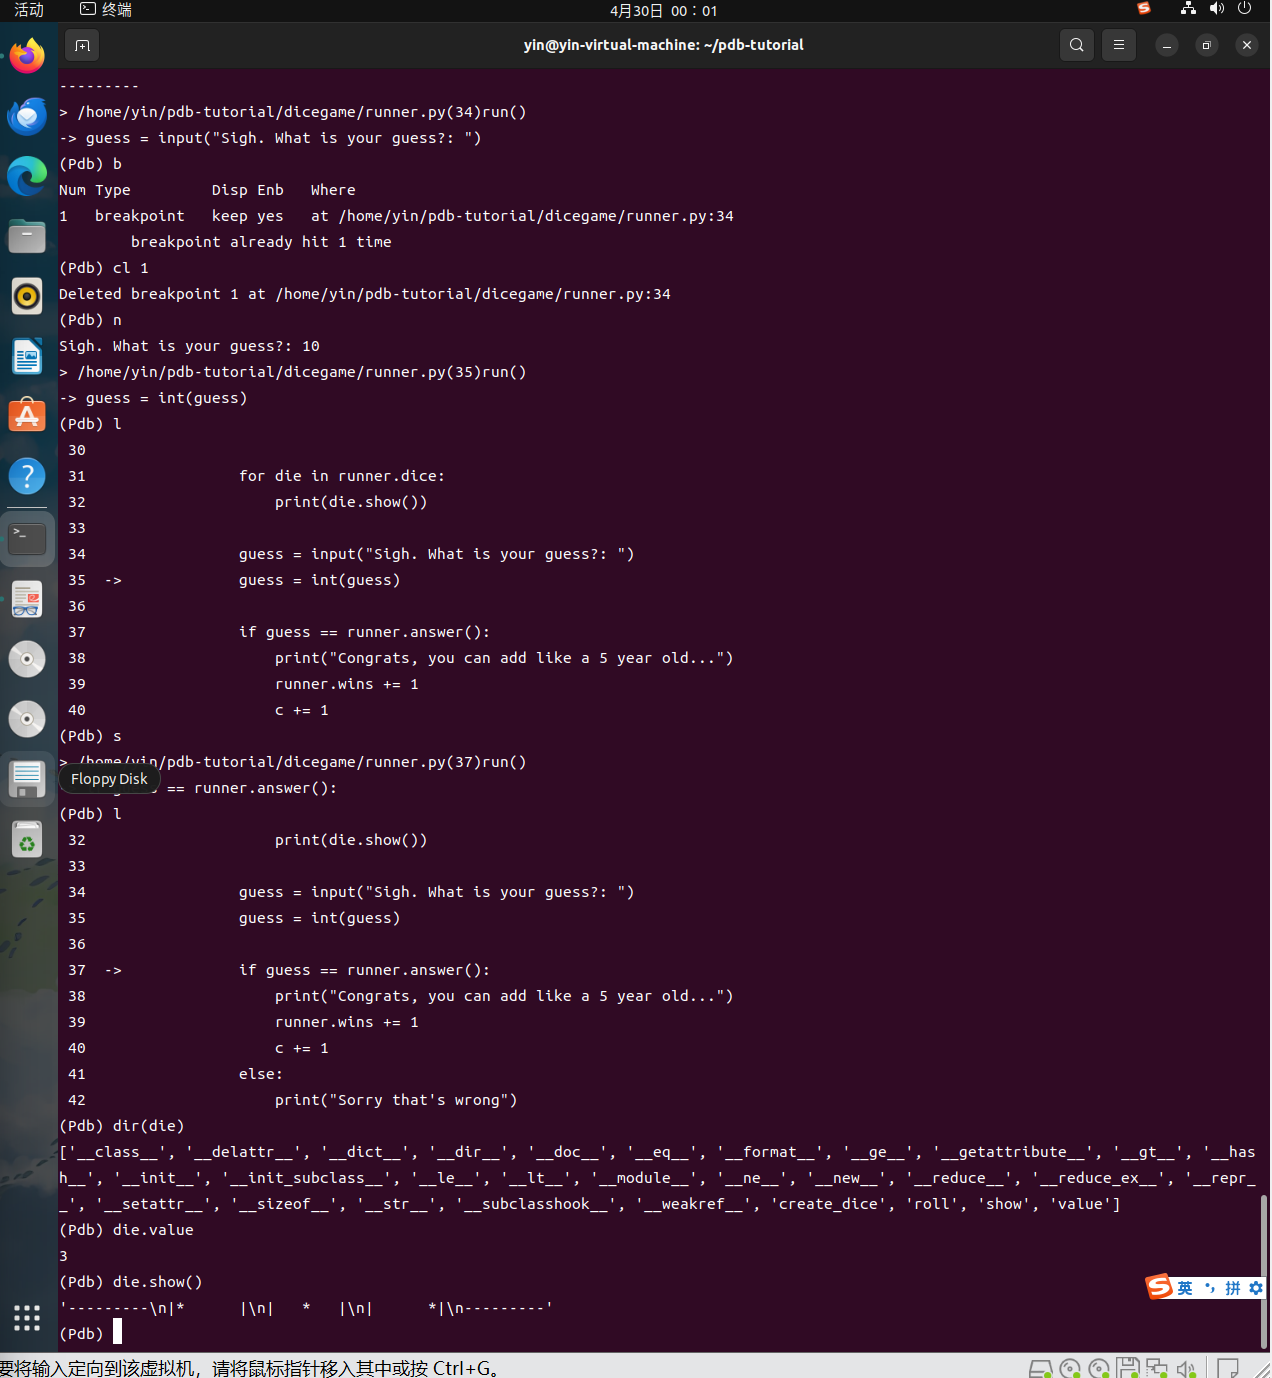 活动 终端 4月30日 00：01
yin@yin-virtual-machine: ~/pdb-tutorial
---------
> /home/yin/pdb-tutorial/dicegame/runner.py(34)run()
-> guess = input("Sigh. What is your guess?: ")
(Pdb) b
Num Type         Disp Enb   Where
1   breakpoint   keep yes   at /home/yin/pdb-tutorial/dicegame/runner.py:34
        breakpoint already hit 1 time
(Pdb) cl 1
Deleted breakpoint 1 at /home/yin/pdb-tutorial/dicegame/runner.py:34
(Pdb) n
Sigh. What is your guess?: 10
> /home/yin/pdb-tutorial/dicegame/runner.py(35)run()
-> guess = int(guess)
(Pdb) l
 30
 31                 for die in runner.dice:
 32                     print(die.show())
 33
 34                 guess = input("Sigh. What is your guess?: ")
 35  ->             guess = int(guess)
 36
 37                 if guess == runner.answer():
 38                     print("Congrats, you can add like a 5 year old...")
 39                     runner.wins += 1
 40                     c += 1
(Pdb) s
> /home/yin/pdb-tutorial/dicegame/runner.py(37)run()
Floppy Disk
== runner.answer():
(Pdb) l
 32                     print(die.show())
 33
 34                 guess = input("Sigh. What is your guess?: ")
 35                 guess = int(guess)
 36
 37  ->             if guess == runner.answer():
 38                     print("Congrats, you can add like a 5 year old...")
 39                     runner.wins += 1
 40                     c += 1
 41                 else:
 42                     print("Sorry that's wrong")
(Pdb) dir(die)
['__class__', '__delattr__', '__dict__', '__dir__', '__doc__', '__eq__', '__format__', '__ge__', '__getattribute__', '__gt__', '__has
h__', '__init__', '__init_subclass__', '__le__', '__lt__', '__module__', '__ne__', '__new__', '__reduce__', '__reduce_ex__', '__repr_
_', '__setattr__', '__sizeof__', '__str__', '__subclasshook__', '__weakref__', 'create_dice', 'roll', 'show', 'value']
(Pdb) die.value
3
(Pdb) die.show()
'---------\n|*      |\n|   *   |\n|      *|\n---------'
(Pdb)
英 拼
要将输入定向到该虚拟机，请将鼠标指针移入其中或按 Ctrl+G。